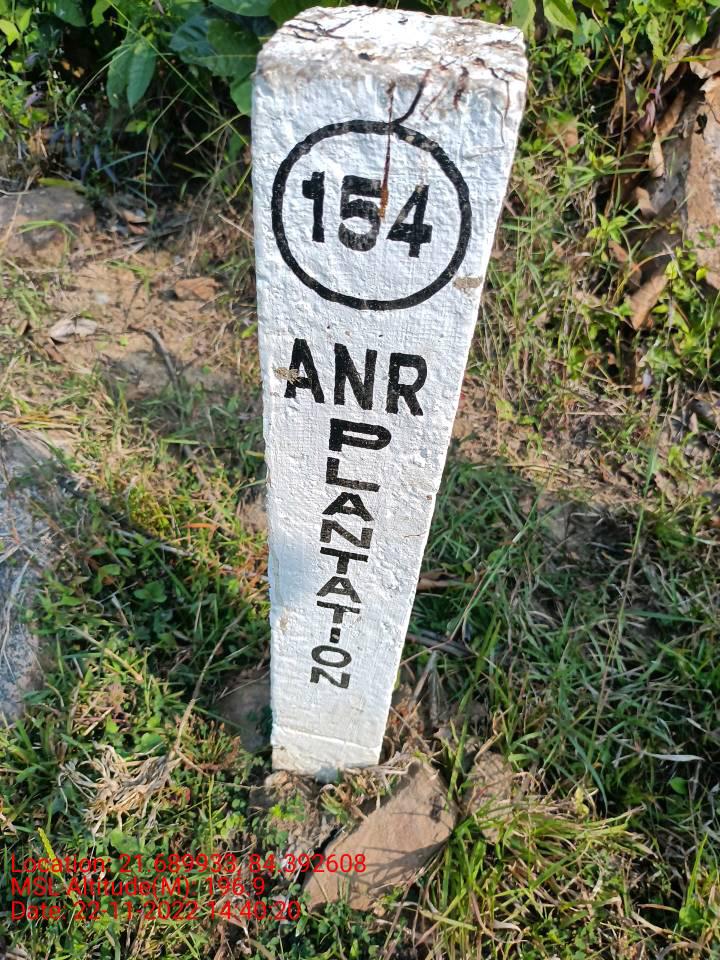 154
ANR
PLANTATION
Location: 21.689933, 84.392608
MSL Altitude(M): 196.9
Date: 22-11-2022 14:40:20